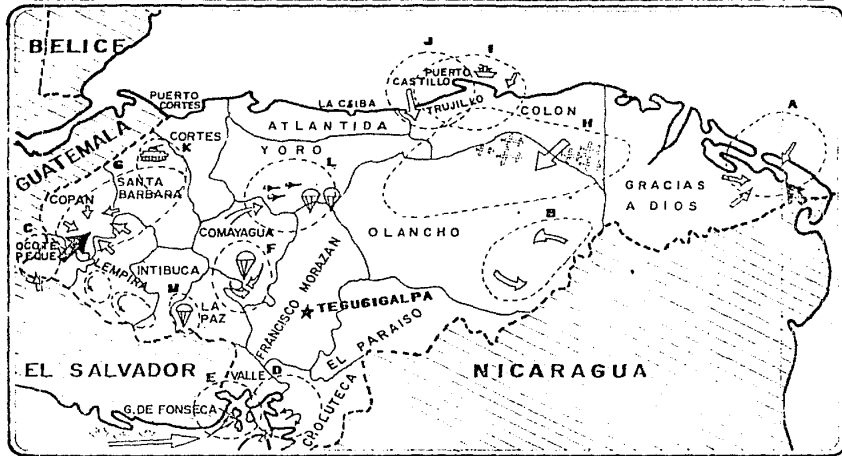 BELICE
J
I
PUERTO
CASTILLO
TRUJILLO
PUERTO
CORTES
LA CEIBA
COLON
A
GUATEMALA
CORTES
K
ATLANTIDA
H
YORO
G
L
SANTA
BARBARA
COPAN
GRACIAS
A DIOS
C
OCOTE
PEQUE
COMAYAGUA
F
OLANCHO
B
LEMPIRA
INTIBUCA
M
LA
PAZ
FRANCISCO MORAZAN
TEGUCIGALPA
EL PARAISO
EL SALVADOR
E
VALLE
D
NICARAGUA
G. DE FONSECA
CHOLUTECA